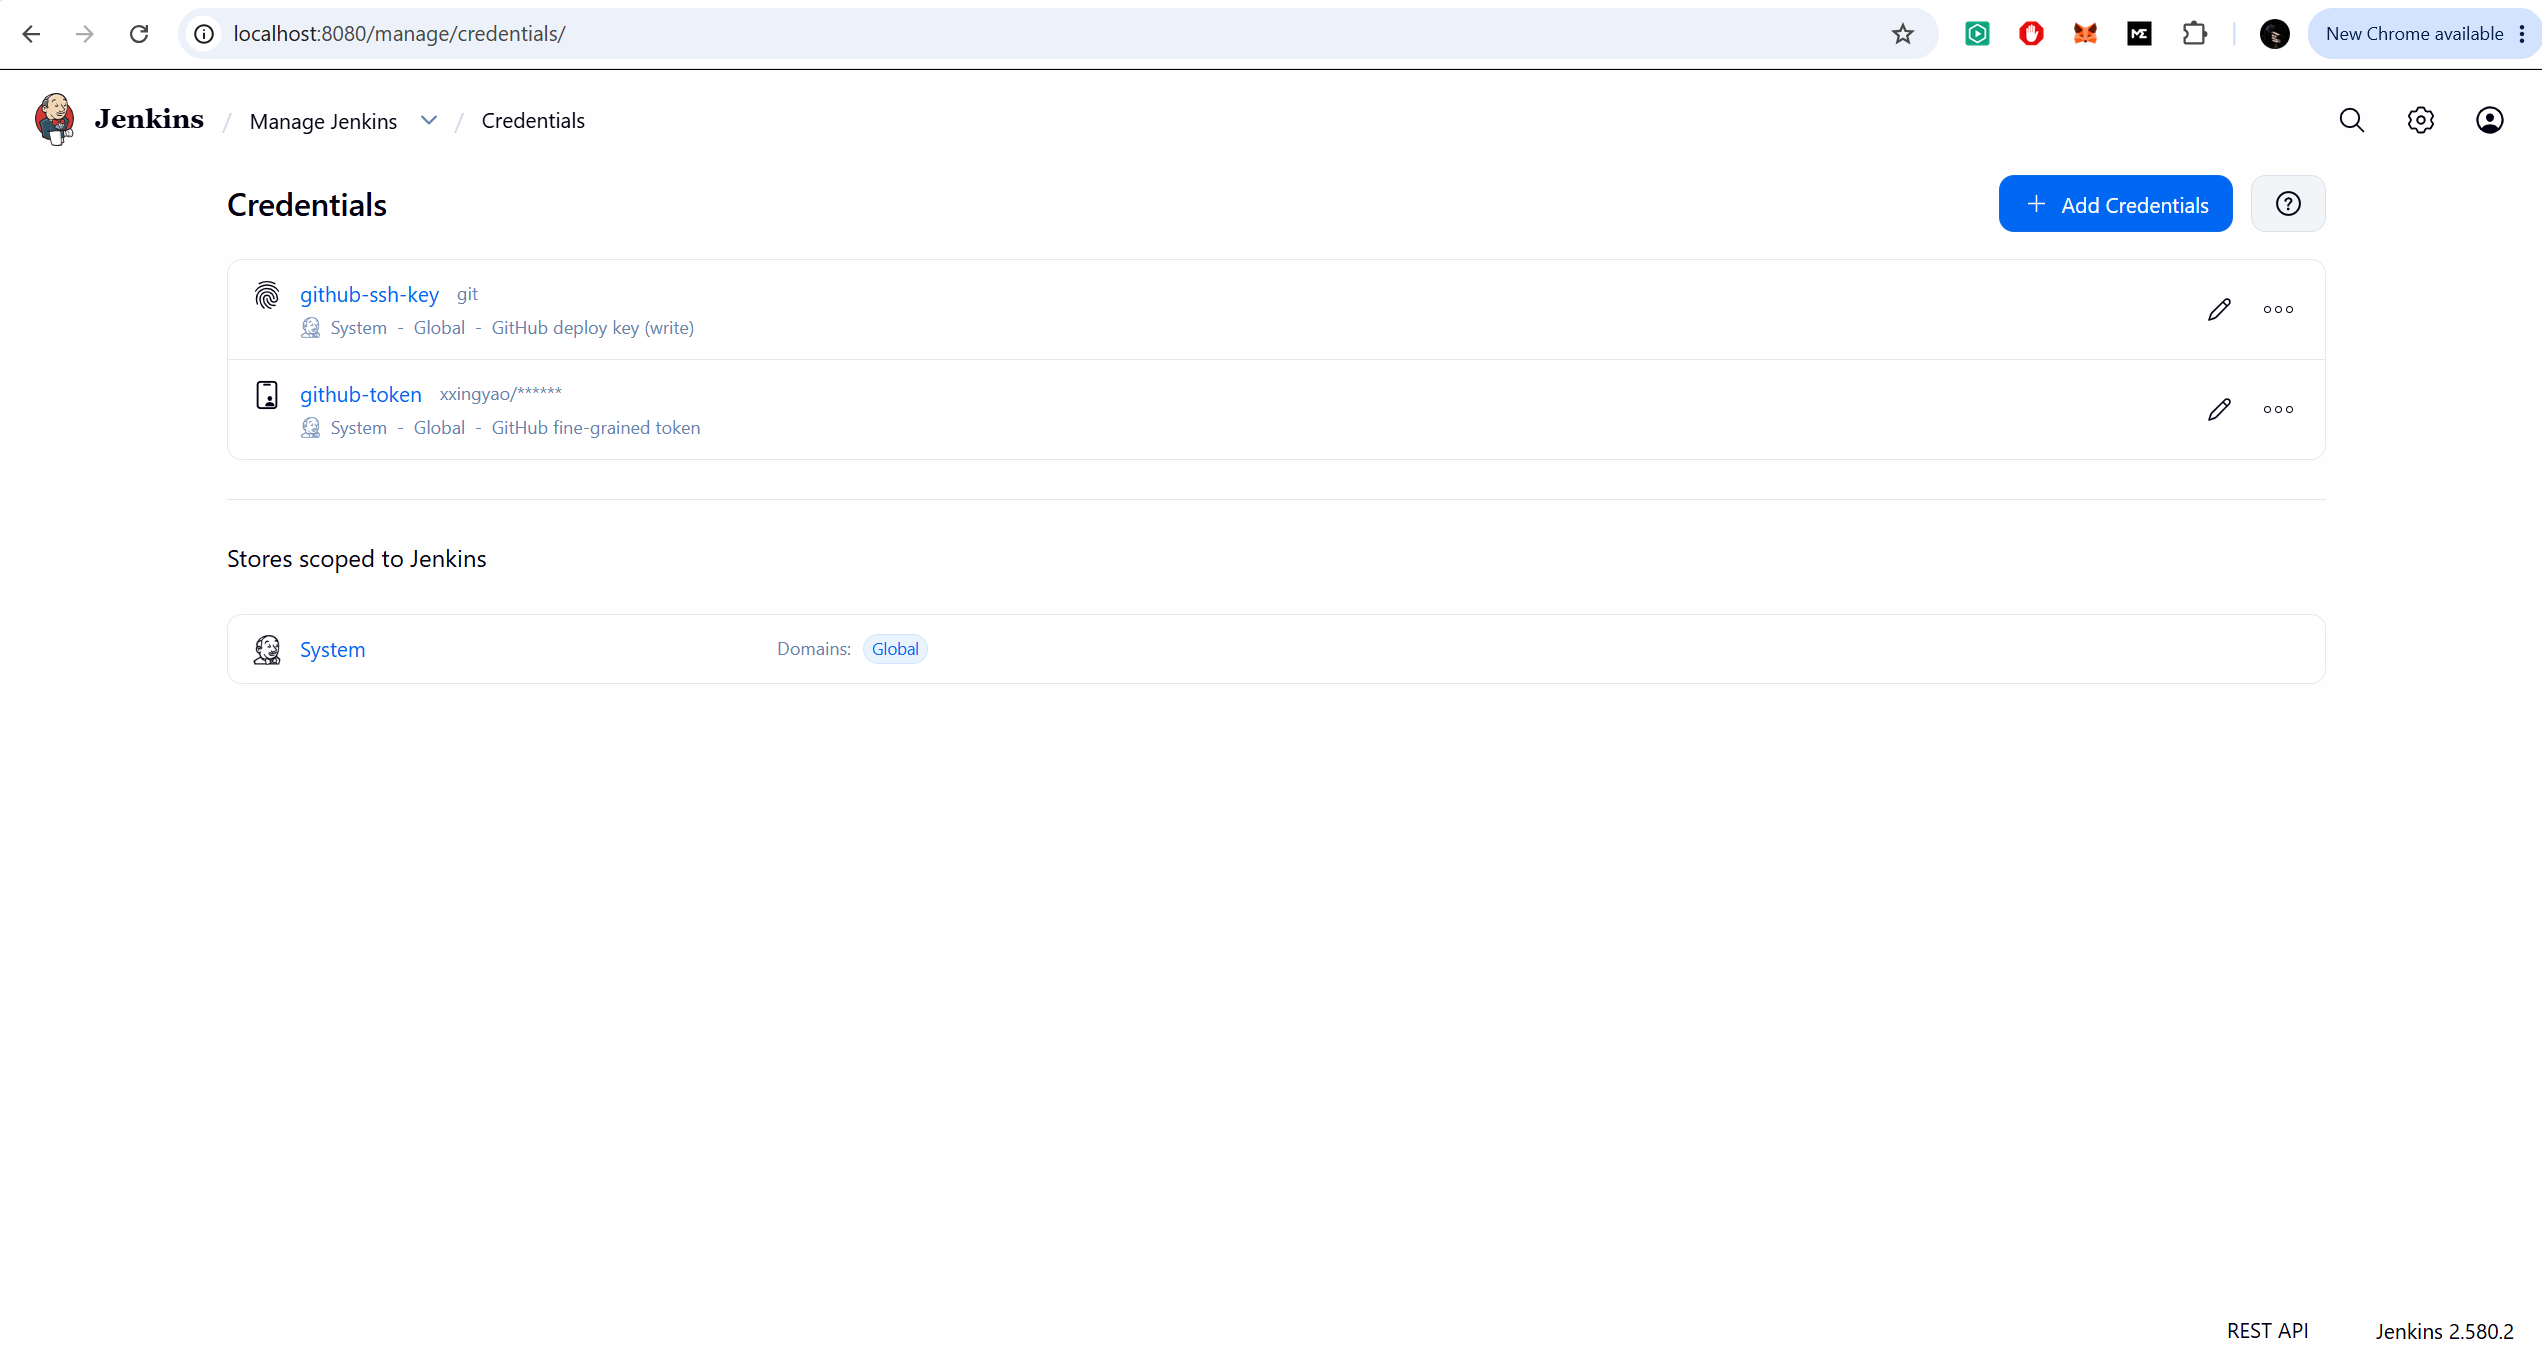 localhost:8080/manage/credentials/
New Chrome available
Jenkins / Manage Jenkins / Credentials
Credentials
+ Add Credentials
github-ssh-key git
System - Global - GitHub deploy key (write)
github-token xxingyao/******
System - Global - GitHub fine-grained token
Stores scoped to Jenkins
System Domains: Global
REST API Jenkins 2.580.2